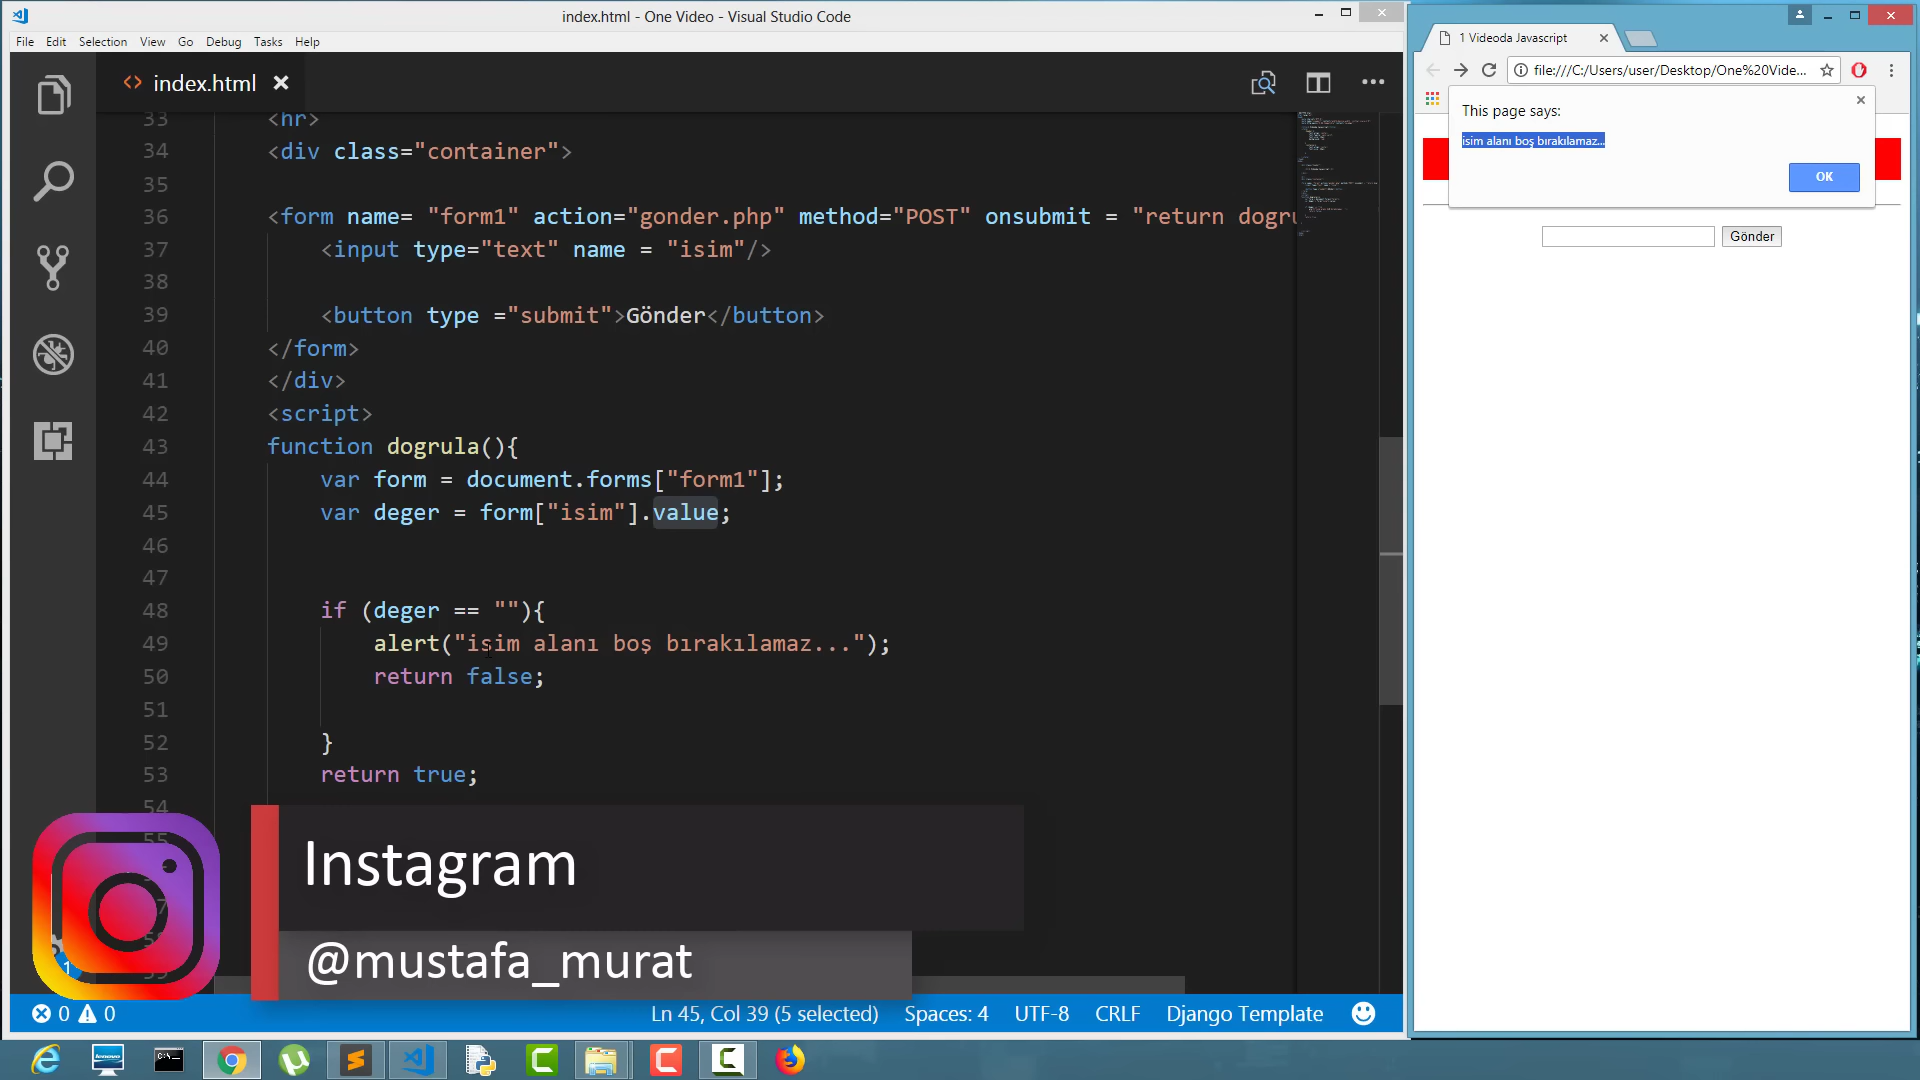 index.html - One Video - Visual Studio Code
File Edit Selection View Go Debug Tasks Help
<> index.html
33 <hr>
34 <div class="container">
35
36 <form name= "form1" action="gonder.php" method="POST" onsubmit = "return dogru
37 <input type="text" name = "isim"/>
38
39 <button type ="submit">Gönder</button>
40 </form>
41 </div>
42 <script>
43 function dogrula(){
44 var form = document.forms["form1"];
45 var deger = form["isim"].value;
46
47
48 if (deger == ""){
49 alert("isim alanı boş bırakılamaz...");
50 return false;
51
52 }
53 return true;
54
Instagram
@mustafa_murat
1
0 0 Ln 45, Col 39 (5 selected) Spaces: 4 UTF-8 CRLF Django Template
1 Videoda Javascript
file:///C:/Users/user/Desktop/One%20Vide...
This page says:
isim alanı boş bırakılamaz...
OK
Gönder
lenovo